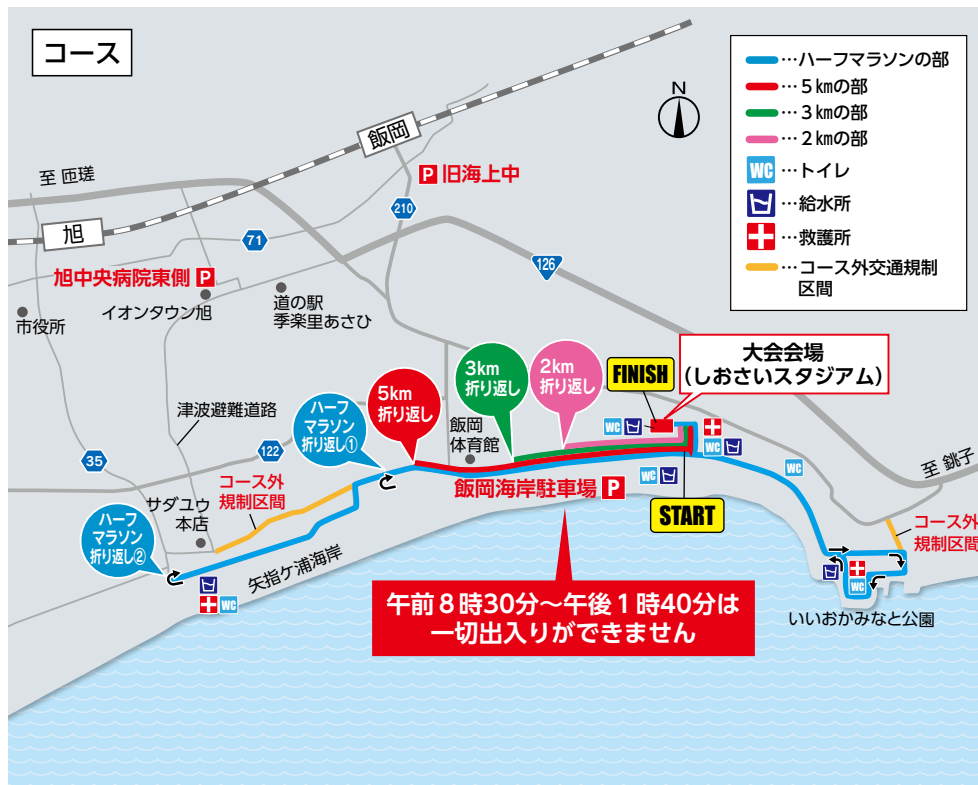 コース
…ハーフマラソンの部
…5㎞の部
…3㎞の部
…2㎞の部
WC…トイレ
…給水所
…救護所
…コース外交通規制
区間
N
至 匝瑳
飯岡
旭
P 旧海上中
210
71
126
旭中央病院東側 P
イオンタウン旭
市役所
道の駅
季楽里あさひ
大会会場
(しおさいスタジアム)
FINISH
2km
折り返し
3km
折り返し
5km
折り返し
ハーフ
マラソン
折り返し①
飯岡
体育館
WC
WC
WC
WC
津波避難道路
122
35
コース外
規制区間
至 銚子
飯岡海岸駐車場 P
START
サダユウ
本店
ハーフ
マラソン
折り返し②
矢指ケ浦海岸
コース外
規制区間
WC
WC
いいおかみなと公園
午前8時30分～午後1時40分は
一切出入りができません